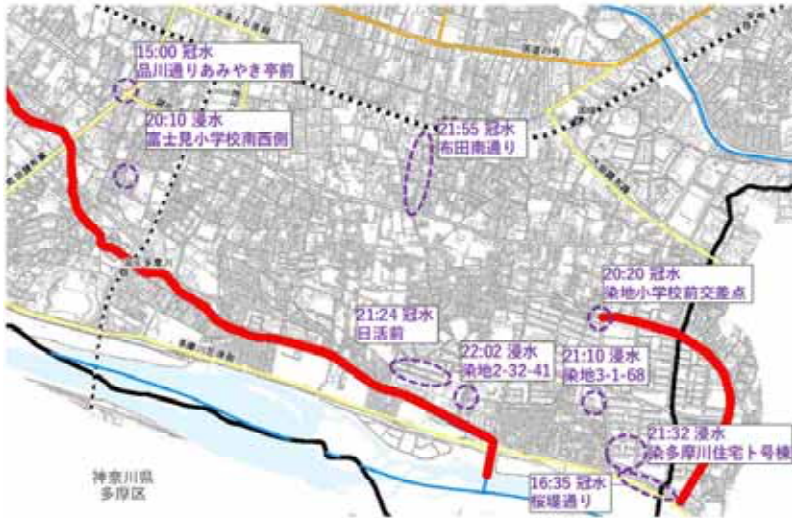 15:00 冠水
品川通りあみやき亭前
20:10 浸水
富士見小学校南西側
21:55 冠水
布田南通り
20:20 冠水
染地小学校前交差点
21:24 冠水
日活前
22:02 浸水
染地2-32-41
21:10 浸水
染地3-1-68
21:32 浸水
染多摩川住宅ト号棟
16:35 冠水
桜堤通り
神奈川県
多摩区